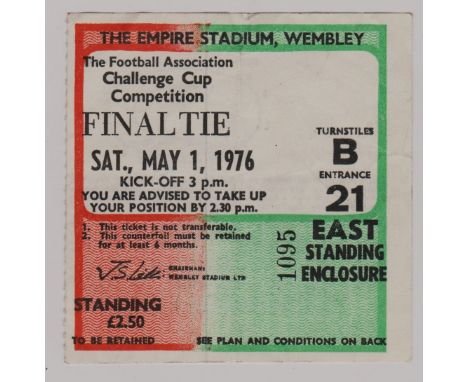 THE EMPIRE STADIUM, WEMBLEY
The Football Association
Challenge Cup
Competition
FINAL TIE
SAT., MAY 1, 1976
KICK-OFF 3 p.m.
YOU ARE ADVISED TO TAKE UP
YOUR POSITION BY 2.30 p.m.
TURNSTILES
B
ENTRANCE
21
EAST
STANDING
ENCLOSURE
1. This ticket is not transferable.
2. This counterfoil must be retained
for at least 6 months.
CHAIRMAN:
WEMBLEY STADIUM LTD
1095
STANDING
£2.50
TO BE RETAINED
SEE PLAN AND CONDITIONS ON BACK